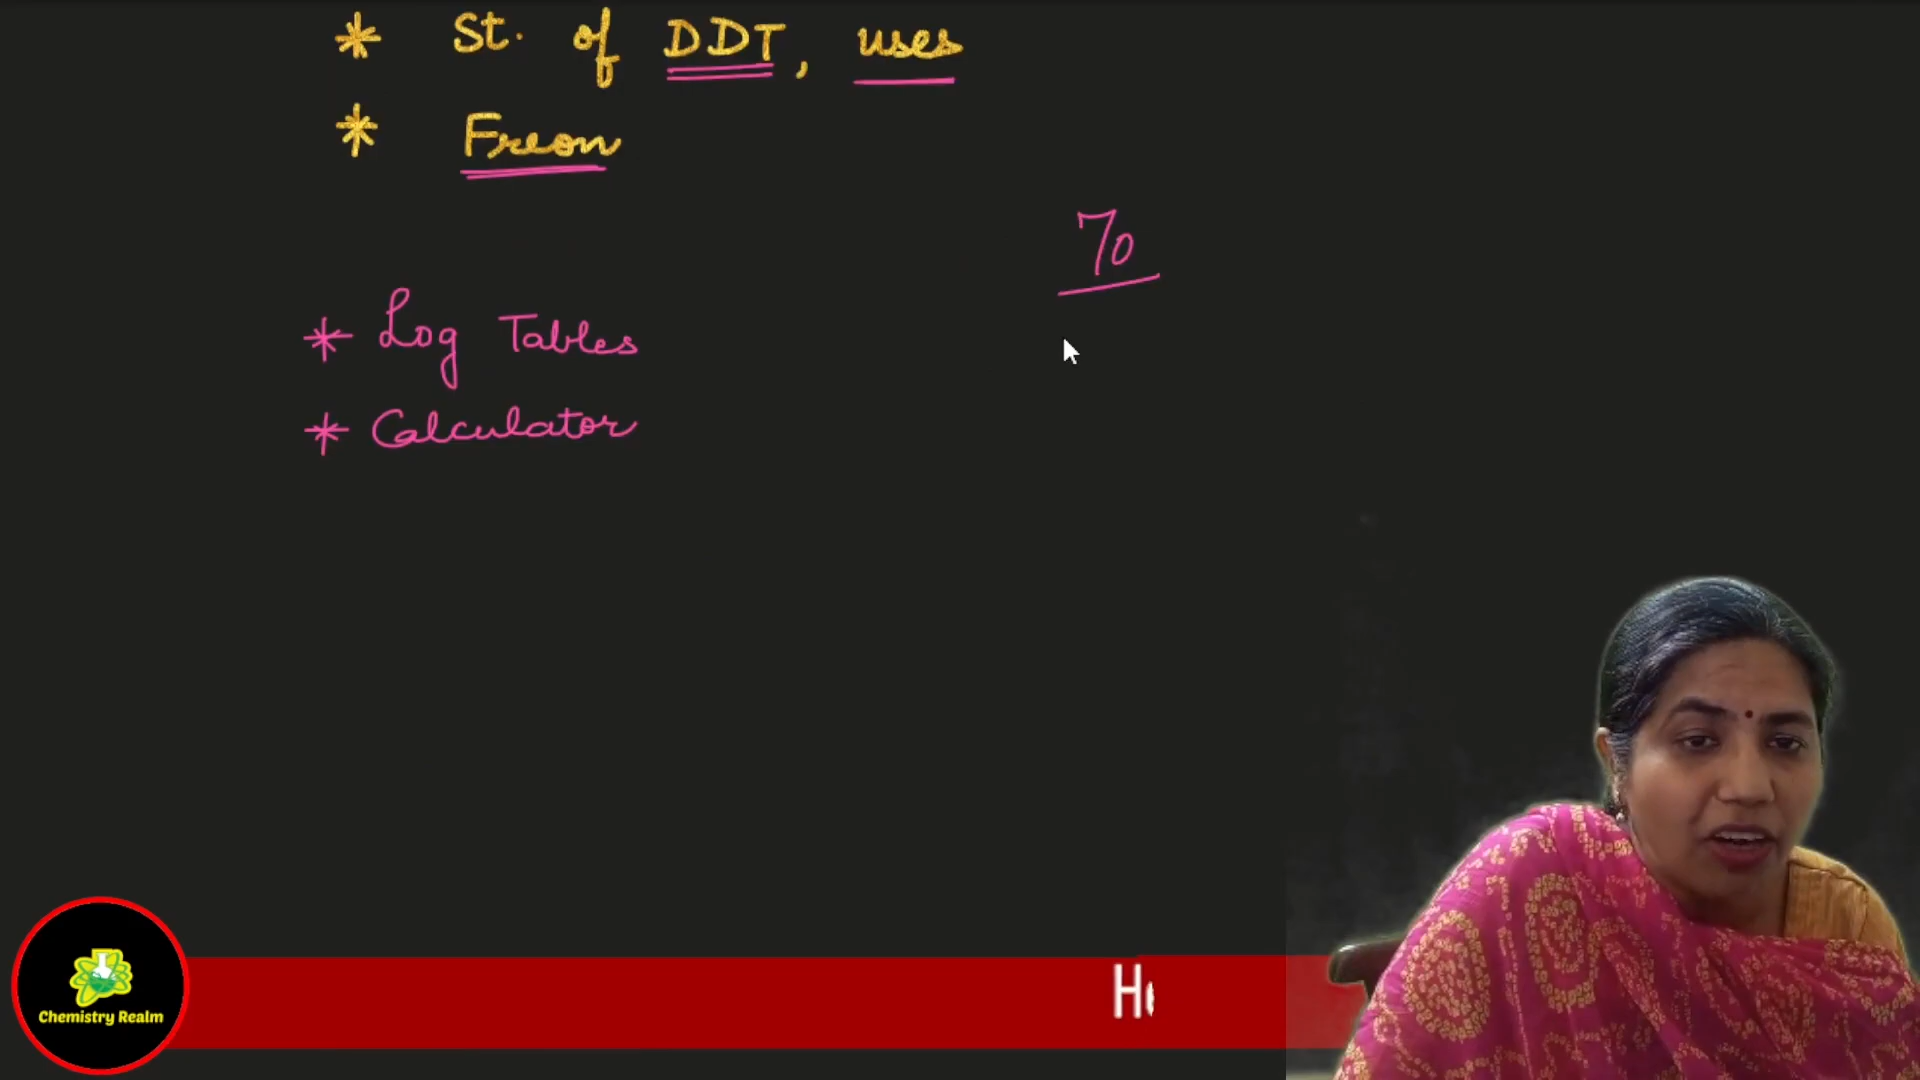 * St. of DDT, uses
* Freon
70
* Log Tables
* Calculator
Chemistry Realm